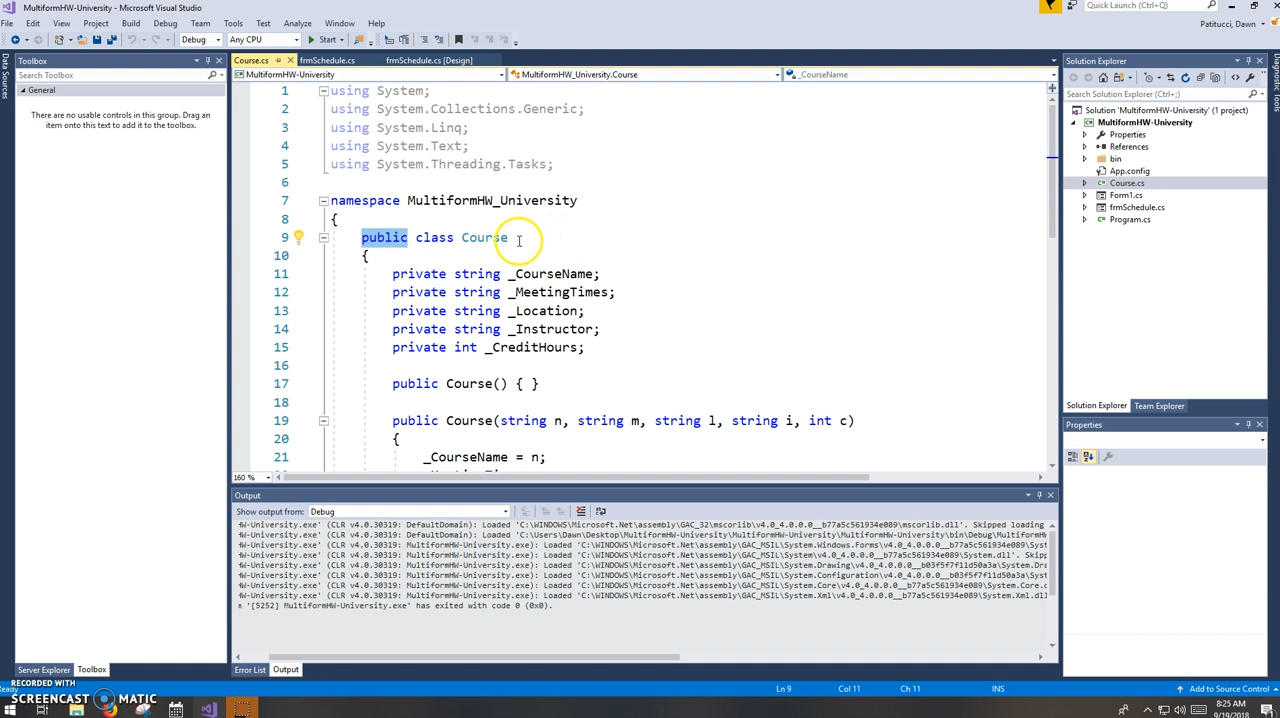 MultiformHW-University - Microsoft Visual Studio
Quick Launch (Ctrl+Q)
File Edit View Project Build Debug Team Tools Format Test Analyze Window Help
Patitucci, Dawn
Debug Any CPU Start
Data Sources
Toolbox
Search Toolbox
General
There are no usable controls in this group. Drag an
item onto this text to add it to the toolbox.
Course.cs frmSchedule.cs frmSchedule.cs [Design]
MultiformHW-University MultiformHW_University.Course _CourseName
1 using System;
2 using System.Collections.Generic;
3 using System.Linq;
4 using System.Text;
5 using System.Threading.Tasks;
6
7 namespace MultiformHW_University
8 {
9 public class Course
10 {
11 private string _CourseName;
12 private string _MeetingTimes;
13 private string _Location;
14 private string _Instructor;
15 private int _CreditHours;
16
17 public Course() { }
18
19 public Course(string n, string m, string l, string i, int c)
20 {
21 _CourseName = n;
160 %
Solution Explorer
Search Solution Explorer (Ctrl+;)
Solution 'MultiformHW-University' (1 project)
MultiformHW-University
Properties
References
bin
App.config
Course.cs
Form1.cs
frmSchedule.cs
Program.cs
Solution Explorer Team Explorer
Properties
Diagnostic Tools
Output
Show output from: Debug
HW-University.exe' (CLR v4.0.30319: DefaultDomain): Loaded 'C:\WINDOWS\Microsoft.Net\assembly\GAC_32\mscorlib\v4.0_4.0.0.0__b77a5c561934e089\mscorlib.dll'. Skipped loading
HW-University.exe' (CLR v4.0.30319: DefaultDomain): Loaded 'C:\Users\Dawn\Desktop\MultiformHW-University\MultiformHW-University\MultiformHW-University\bin\Debug\MultiformHW
HW-University.exe' (CLR v4.0.30319: MultiformHW-University.exe): Loaded 'C:\WINDOWS\Microsoft.Net\assembly\GAC_MSIL\System.Windows.Forms\v4.0_4.0.0.0__b77a5c561934e089\Syst
HW-University.exe' (CLR v4.0.30319: MultiformHW-University.exe): Loaded 'C:\WINDOWS\Microsoft.Net\assembly\GAC_MSIL\System\v4.0_4.0.0.0__b77a5c561934e089\System.dll'. Skipp
HW-University.exe' (CLR v4.0.30319: MultiformHW-University.exe): Loaded 'C:\WINDOWS\Microsoft.Net\assembly\GAC_MSIL\System.Drawing\v4.0_4.0.0.0__b03f5f7f11d50a3a\System.Dra
HW-University.exe' (CLR v4.0.30319: MultiformHW-University.exe): Loaded 'C:\WINDOWS\Microsoft.Net\assembly\GAC_MSIL\System.Configuration\v4.0_4.0.0.0__b03f5f7f11d50a3a\Syst
HW-University.exe' (CLR v4.0.30319: MultiformHW-University.exe): Loaded 'C:\WINDOWS\Microsoft.Net\assembly\GAC_MSIL\System.Core\v4.0_4.0.0.0__b77a5c561934e089\System.Core.d
HW-University.exe' (CLR v4.0.30319: MultiformHW-University.exe): Loaded 'C:\WINDOWS\Microsoft.Net\assembly\GAC_MSIL\System.Xml\v4.0_4.0.0.0__b77a5c561934e089\System.Xml.dll
m '[5252] MultiformHW-University.exe' has exited with code 0 (0x0).
Server Explorer Toolbox
Error List Output
Ready Ln 9 Col 11 Ch 11 INS Add to Source Control
RECORDED WITH
SCREENCAST MATIC
8:25 AM
9/19/2018